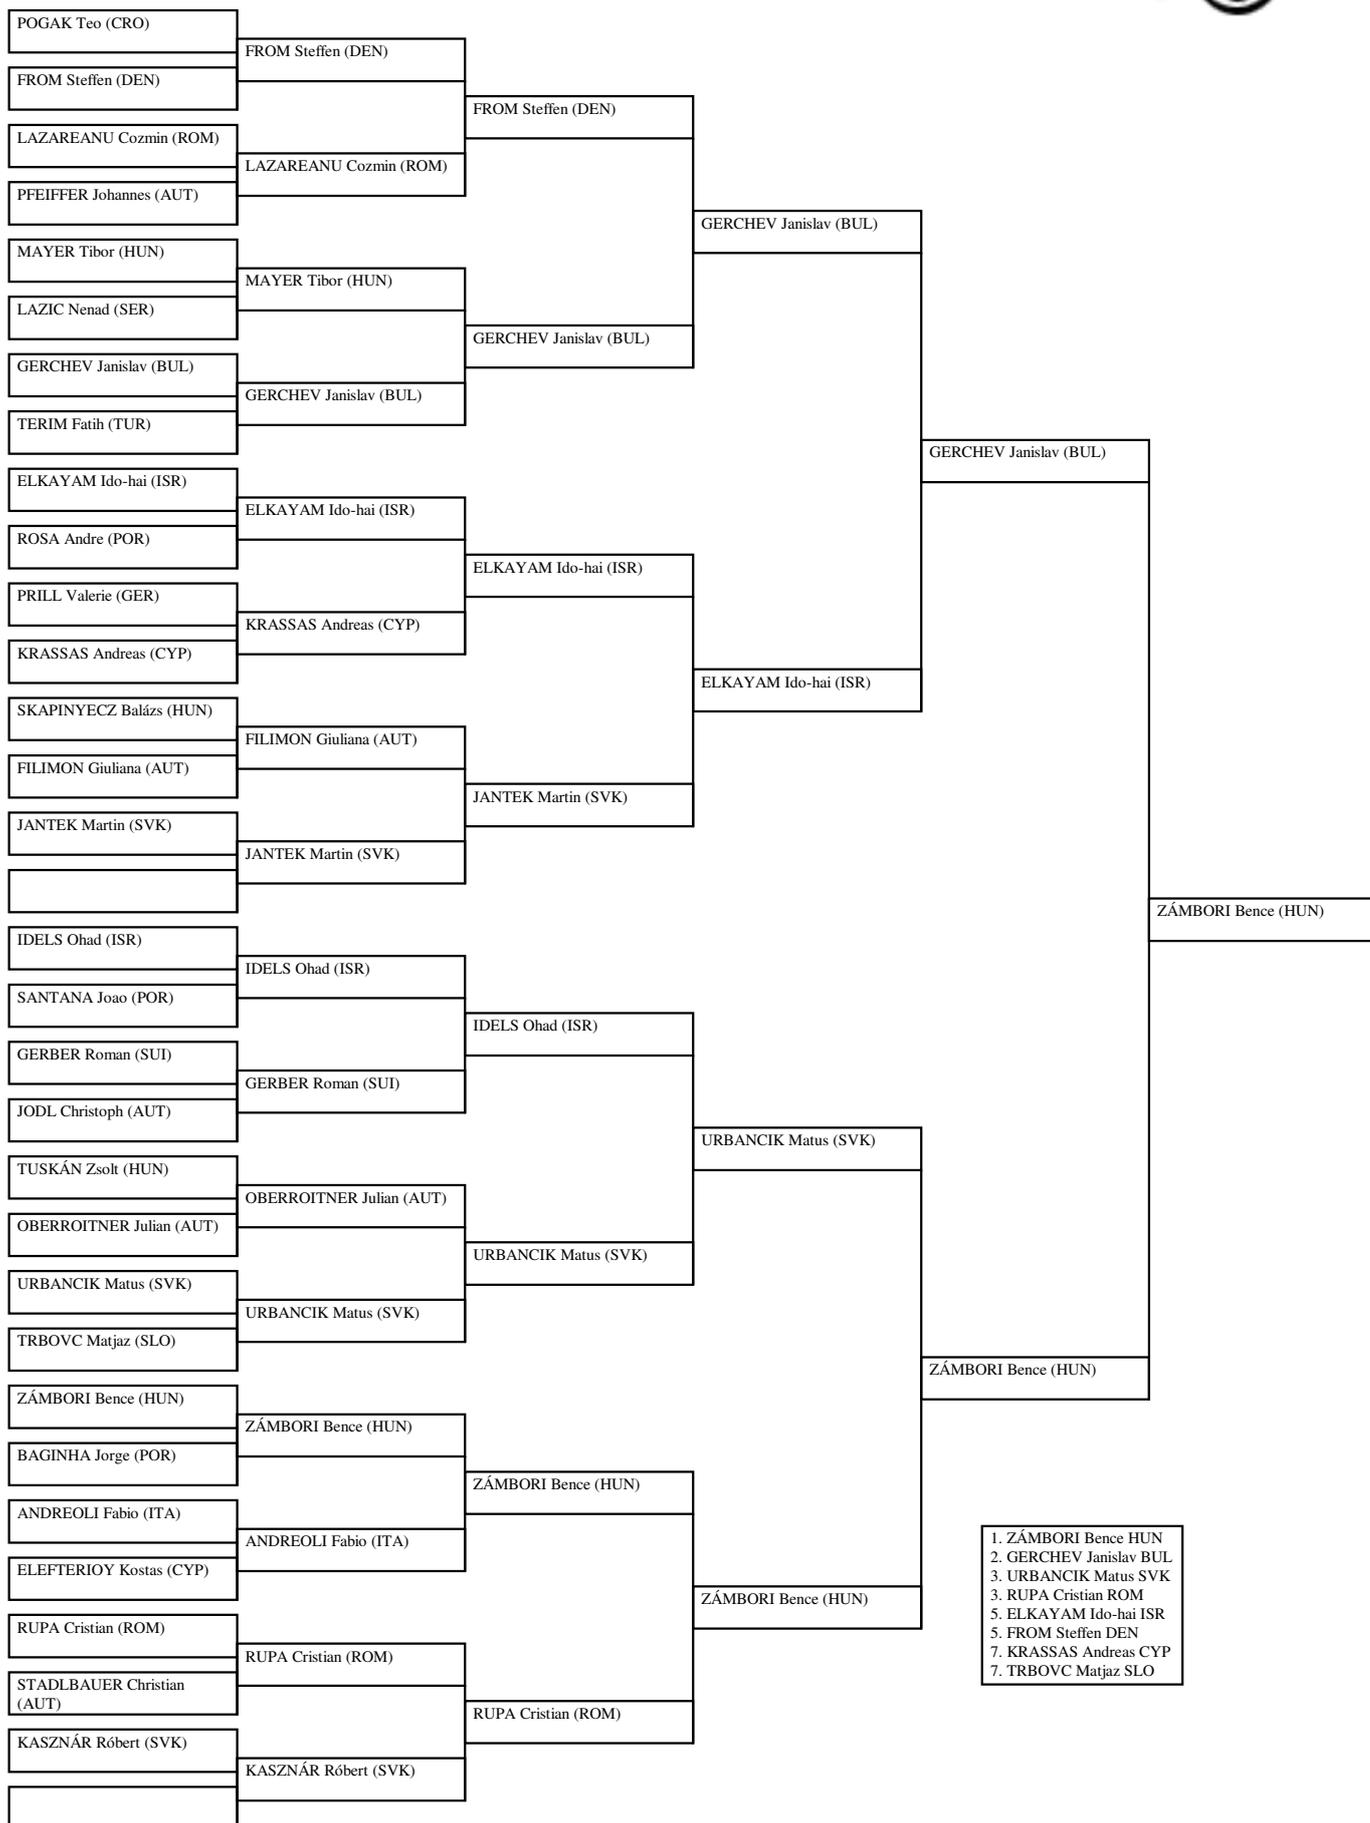 POGAK Teo (CRO)
FROM Steffen (DEN)
FROM Steffen (DEN)
FROM Steffen (DEN)
LAZAREANU Cozmin (ROM)
LAZAREANU Cozmin (ROM)
PFEIFFER Johannes (AUT)
GERCHEV Janislav (BUL)
MAYER Tibor (HUN)
MAYER Tibor (HUN)
LAZIC Nenad (SER)
GERCHEV Janislav (BUL)
GERCHEV Janislav (BUL)
GERCHEV Janislav (BUL)
TERIM Fatih (TUR)
GERCHEV Janislav (BUL)
ELKAYAM Ido-hai (ISR)
ELKAYAM Ido-hai (ISR)
ROSA Andre (POR)
ELKAYAM Ido-hai (ISR)
PRILL Valerie (GER)
KRASSAS Andreas (CYP)
KRASSAS Andreas (CYP)
ELKAYAM Ido-hai (ISR)
SKAPINYECZ Balázs (HUN)
FILIMON Giuliana (AUT)
FILIMON Giuliana (AUT)
JANTEK Martin (SVK)
JANTEK Martin (SVK)
JANTEK Martin (SVK)
ZÁMBORI Bence (HUN)
IDELS Ohad (ISR)
IDELS Ohad (ISR)
SANTANA Joao (POR)
IDELS Ohad (ISR)
GERBER Roman (SUI)
GERBER Roman (SUI)
JODL Christoph (AUT)
URBANCIK Matus (SVK)
TUSKÁN Zsolt (HUN)
OBERROITNER Julian (AUT)
OBERROITNER Julian (AUT)
URBANCIK Matus (SVK)
URBANCIK Matus (SVK)
URBANCIK Matus (SVK)
TRBOVC Matjaz (SLO)
ZÁMBORI Bence (HUN)
ZÁMBORI Bence (HUN)
ZÁMBORI Bence (HUN)
BAGINHA Jorge (POR)
ZÁMBORI Bence (HUN)
ANDREOLI Fabio (ITA)
ANDREOLI Fabio (ITA)
ELEFTERIOY Kostas (CYP)
ZÁMBORI Bence (HUN)
RUPA Cristian (ROM)
RUPA Cristian (ROM)
STADLBAUER Christian
(AUT)
RUPA Cristian (ROM)
KASZNÁR Róbert (SVK)
KASZNÁR Róbert (SVK)
1. ZÁMBORI Bence HUN
2. GERCHEV Janislav BUL
3. URBANCIK Matus SVK
3. RUPA Cristian ROM
5. ELKAYAM Ido-hai ISR
5. FROM Steffen DEN
7. KRASSAS Andreas CYP
7. TRBOVC Matjaz SLO